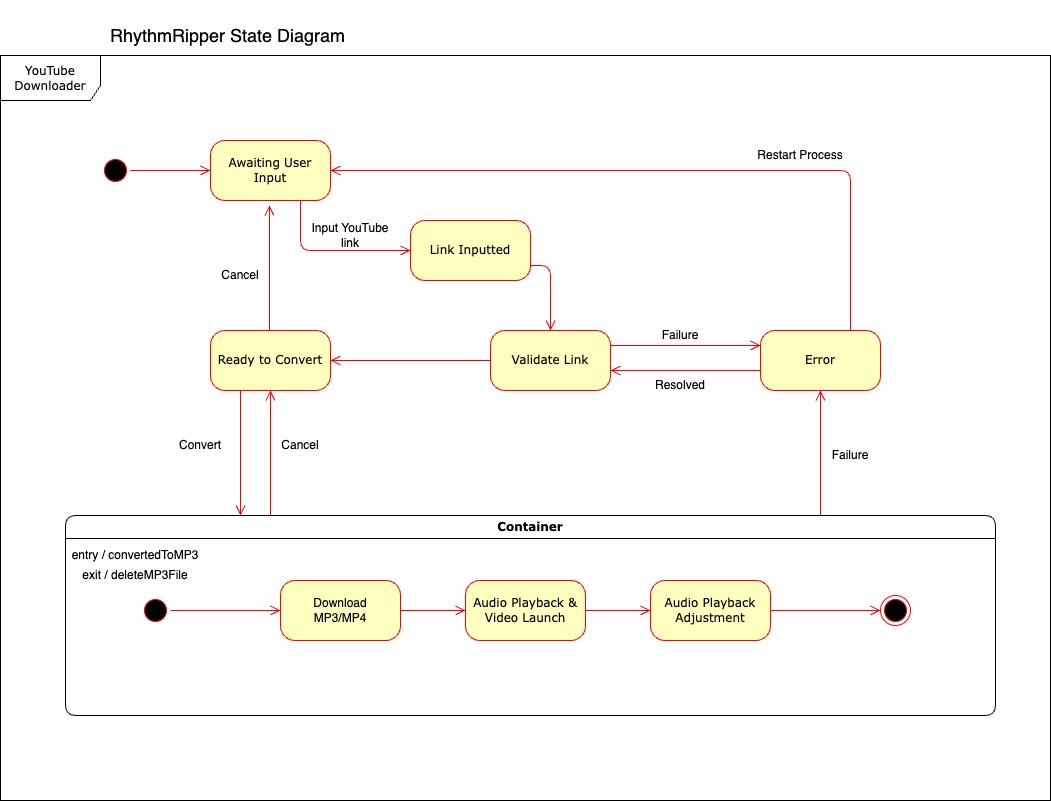 RhythmRipper State Diagram
YouTube
Downloader
Awaiting User
Input
Restart Process
Input YouTube
link
Link Inputted
Cancel
Ready to Convert
Validate Link
Failure
Resolved
Error
Convert
Cancel
Failure
Container
entry / convertedToMP3
exit / deleteMP3File
Download
MP3/MP4
Audio Playback &
Video Launch
Audio Playback
Adjustment